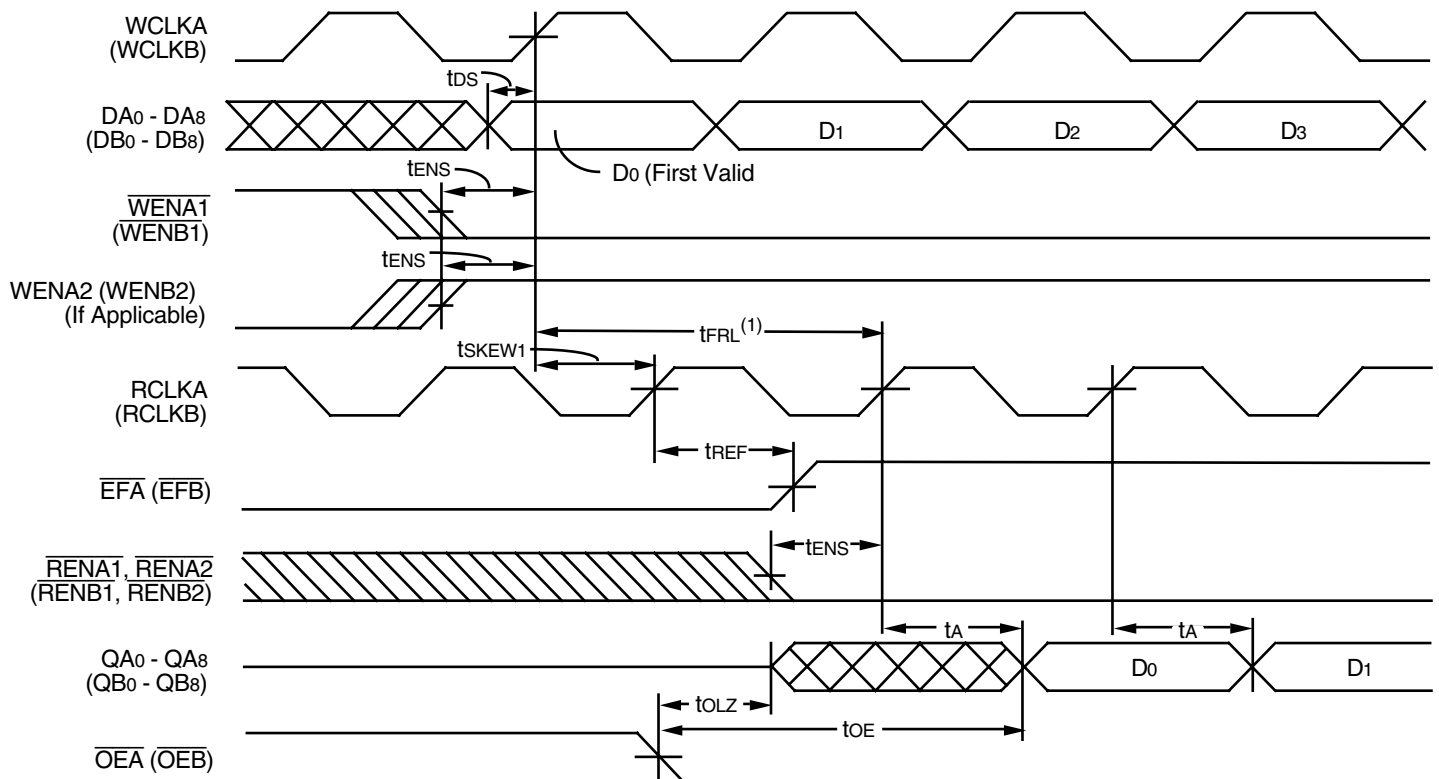 WCLKA
(WCLKB)
tDS
DA0 - DA8
(DB0 - DB8)
D1
D2
D3
D0 (First Valid
tENS
WENA1
(WENB1)
tENS
WENA2 (WENB2)
(If Applicable)
tFRL(1)
tSKEW1
RCLKA
(RCLKB)
tREF
EFA (EFB)
tENS
RENA1, RENA2
(RENB1, RENB2)
tA
tA
QA0 - QA8
(QB0 - QB8)
D0
D1
tOLZ
tOE
OEA (OEB)